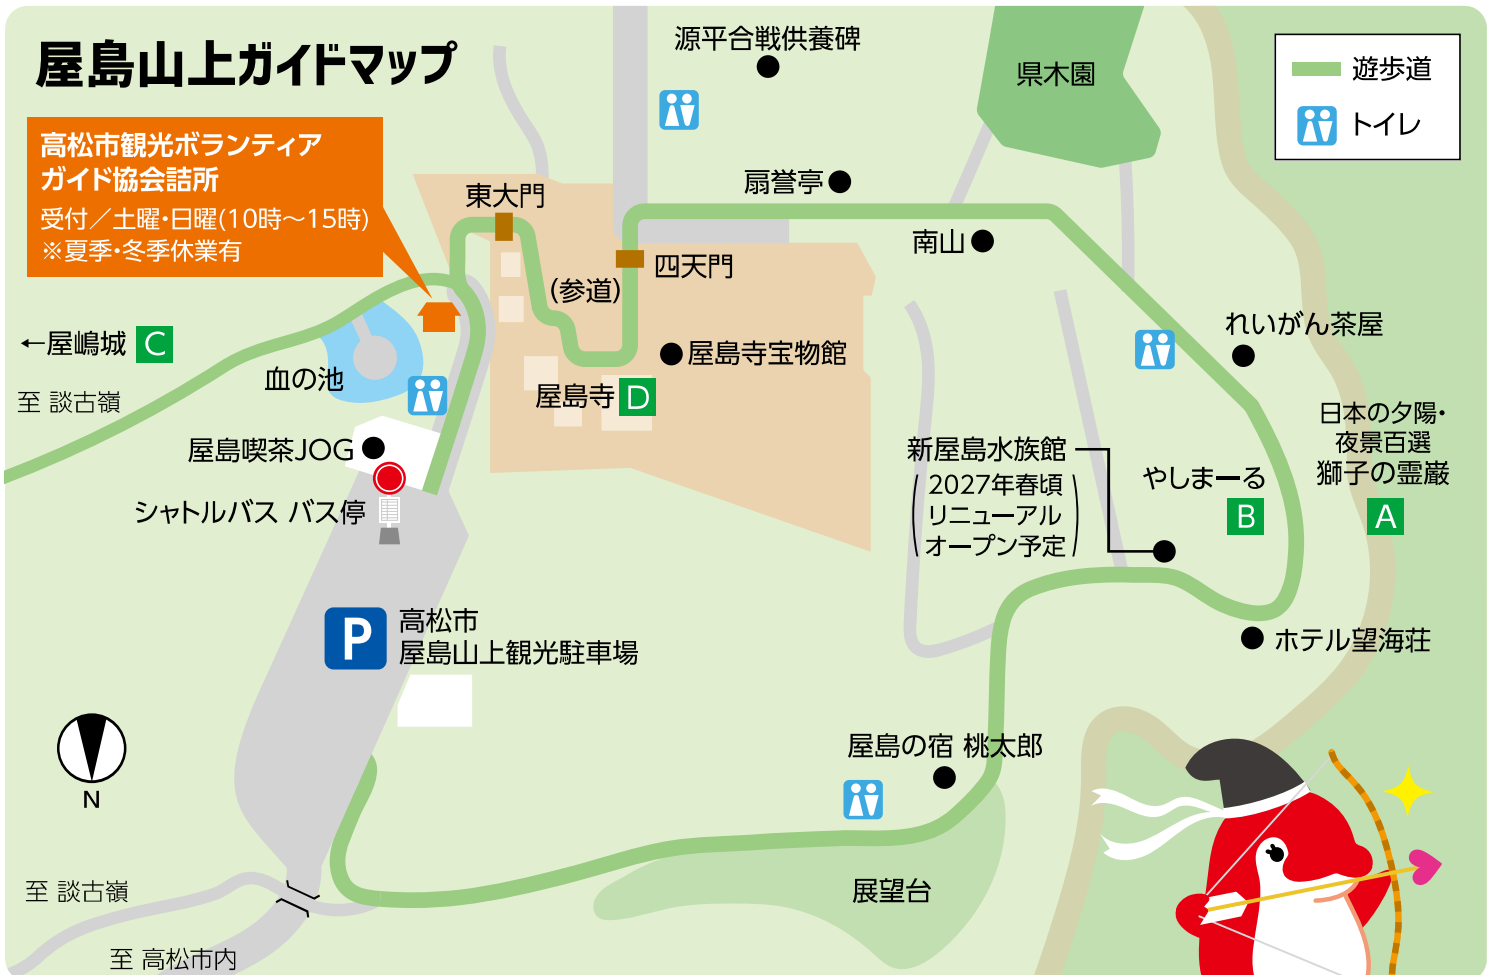 屋島山上ガイドマップ
高松市観光ボランティア
ガイド協会詰所
受付／土曜・日曜(10時～15時)
※夏季・冬季休業有
源平合戦供養碑
県木園
遊歩道
トイレ
東大門
扇誉亭
南山
四天門
(参道)
←屋嶋城 C
至 談古嶺
血の池
屋島寺宝物館
屋島寺 D
れいがん茶屋
日本の夕陽・
夜景百選
獅子の霊巌
A
屋島喫茶JOG
シャトルバス バス停
新屋島水族館
(2027年春頃
リニューアル
オープン予定)
やしまーる
B
P
高松市
屋島山上観光駐車場
ホテル望海荘
屋島の宿 桃太郎
N
展望台
至 談古嶺
至 高松市内